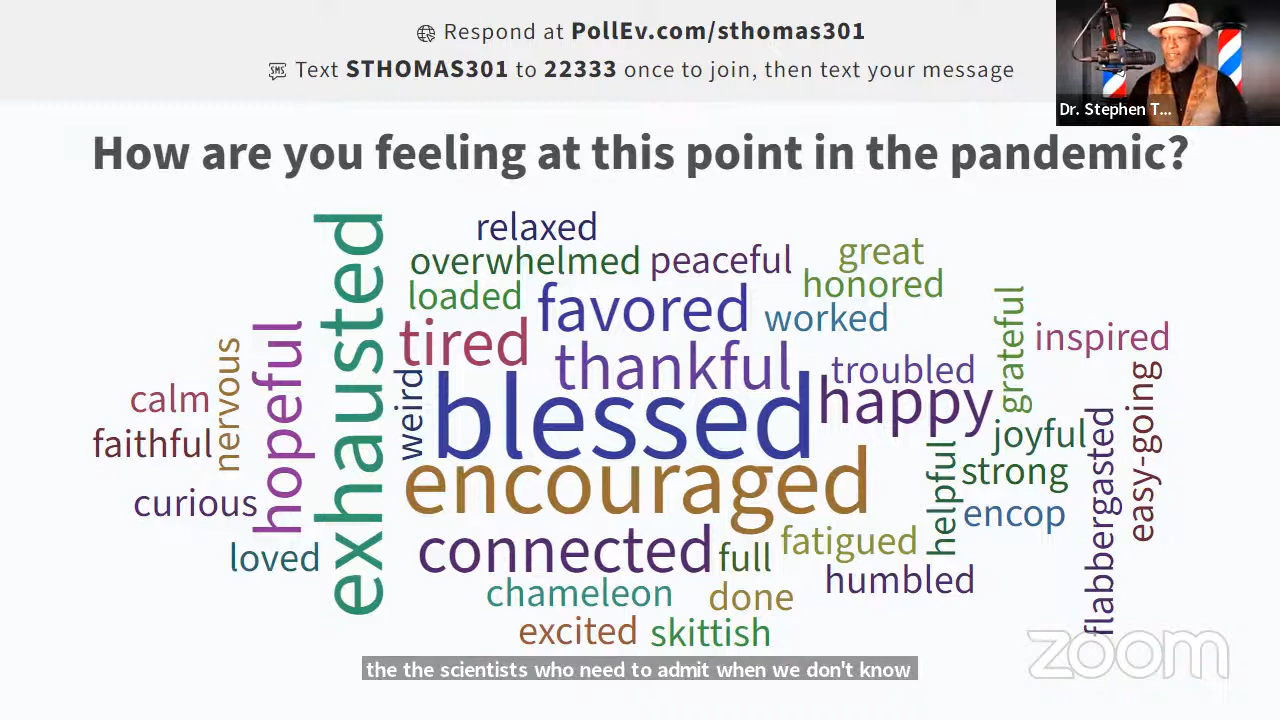 Respond at PollEv.com/sthomas301
Text STHOMAS301 to 22333 once to join, then text your message
Dr. Stephen T...
How are you feeling at this point in the pandemic?
relaxed
overwhelmed
peaceful
great
honored
loaded
favored
worked
tired
thankful
troubled
grateful
inspired
calm
nervous
hopeful
exhausted
weird
blessed
happy
faithful
joyful
easy-going
flabbergasted
encouraged
helpful
strong
curious
encop
loved
connected
full
fatigued
humbled
chameleon
done
excited
skittish
zoom
the the scientists who need to admit when we don't know